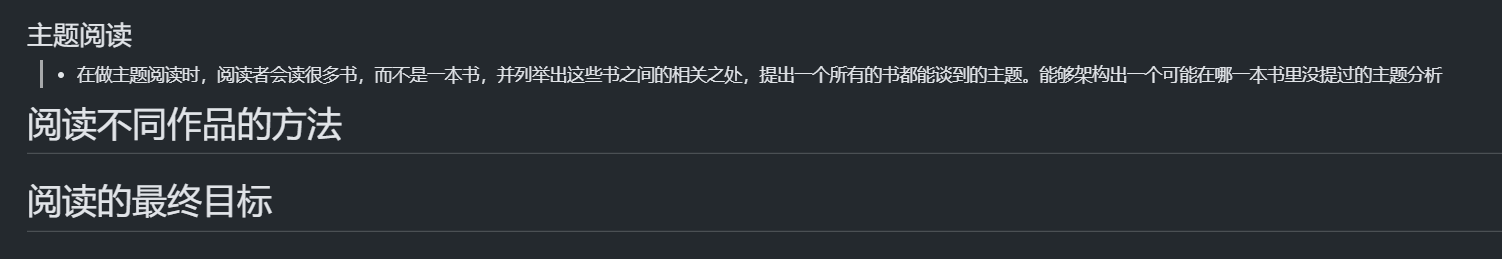 主题阅读
在做主题阅读时，阅读者会读很多书，而不是一本书，并列举出这些书之间的相关之处，提出一个所有的书都能谈到的主题。能够架构出一个可能在哪一本书里没提过的主题分析
阅读不同作品的方法
阅读的最终目标